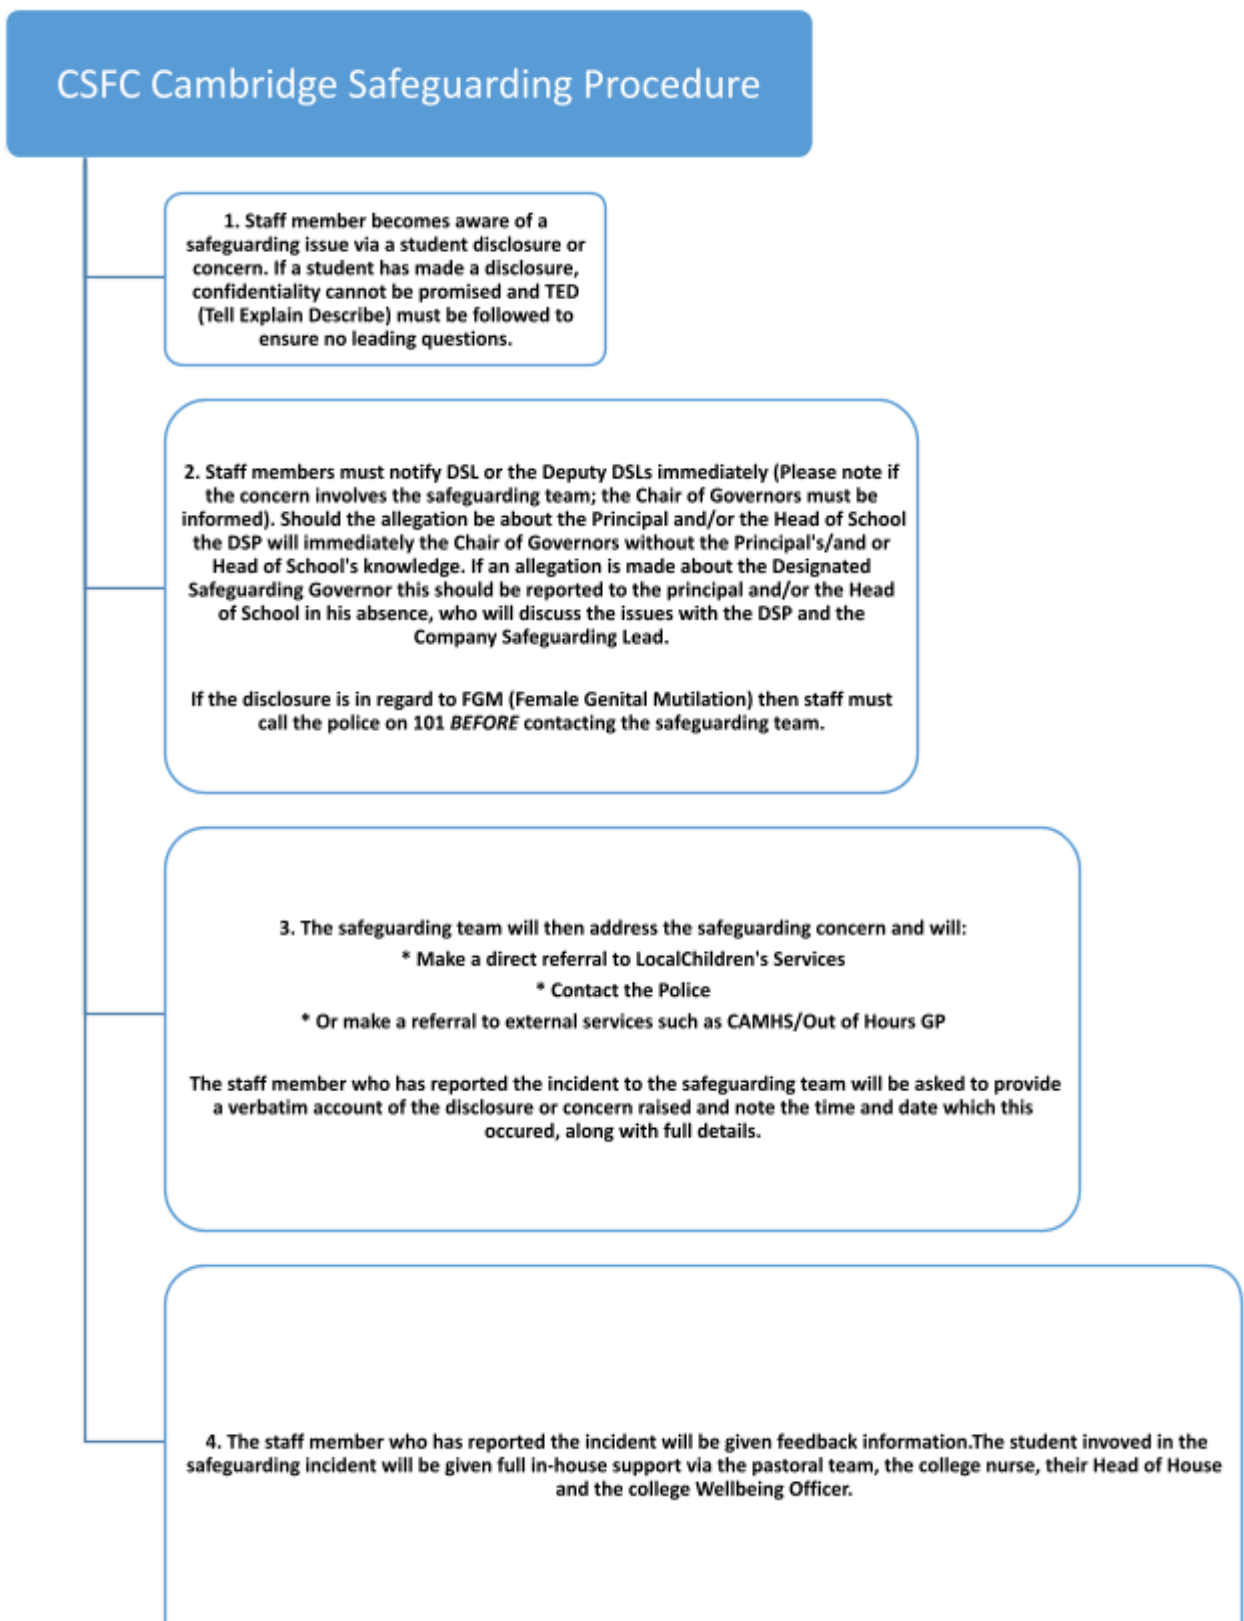 CSFC Cambridge Safeguarding Procedure
1. Staff member becomes aware of a
safeguarding issue via a student disclosure or
concern. If a student has made a disclosure,
confidentiality cannot be promised and TED
(Tell Explain Describe) must be followed to
ensure no leading questions.
2. Staff members must notify DSL or the Deputy DSLs immediately (Please note if
the concern involves the safeguarding team; the Chair of Governors must be
informed). Should the allegation be about the Principal and/or the Head of School
the DSP will immediately the Chair of Governors without the Principal's/and or
Head of School's knowledge. If an allegation is made about the Designated
Safeguarding Governor this should be reported to the principal and/or the Head
of School in his absence, who will discuss the issues with the DSP and the
Company Safeguarding Lead.
If the disclosure is in regard to FGM (Female Genital Mutilation) then staff must
call the police on 101 BEFORE contacting the safeguarding team.
3. The safeguarding team will then address the safeguarding concern and will:
* Make a direct referral to LocalChildren's Services
* Contact the Police
* Or make a referral to external services such as CAMHS/Out of Hours GP
The staff member who has reported the incident to the safeguarding team will be asked to provide
a verbatim account of the disclosure or concern raised and note the time and date which this
occured, along with full details.
4. The staff member who has reported the incident will be given feedback information.The student invoved in the
safeguarding incident will be given full in-house support via the pastoral team, the college nurse, their Head of House
and the college Wellbeing Officer.